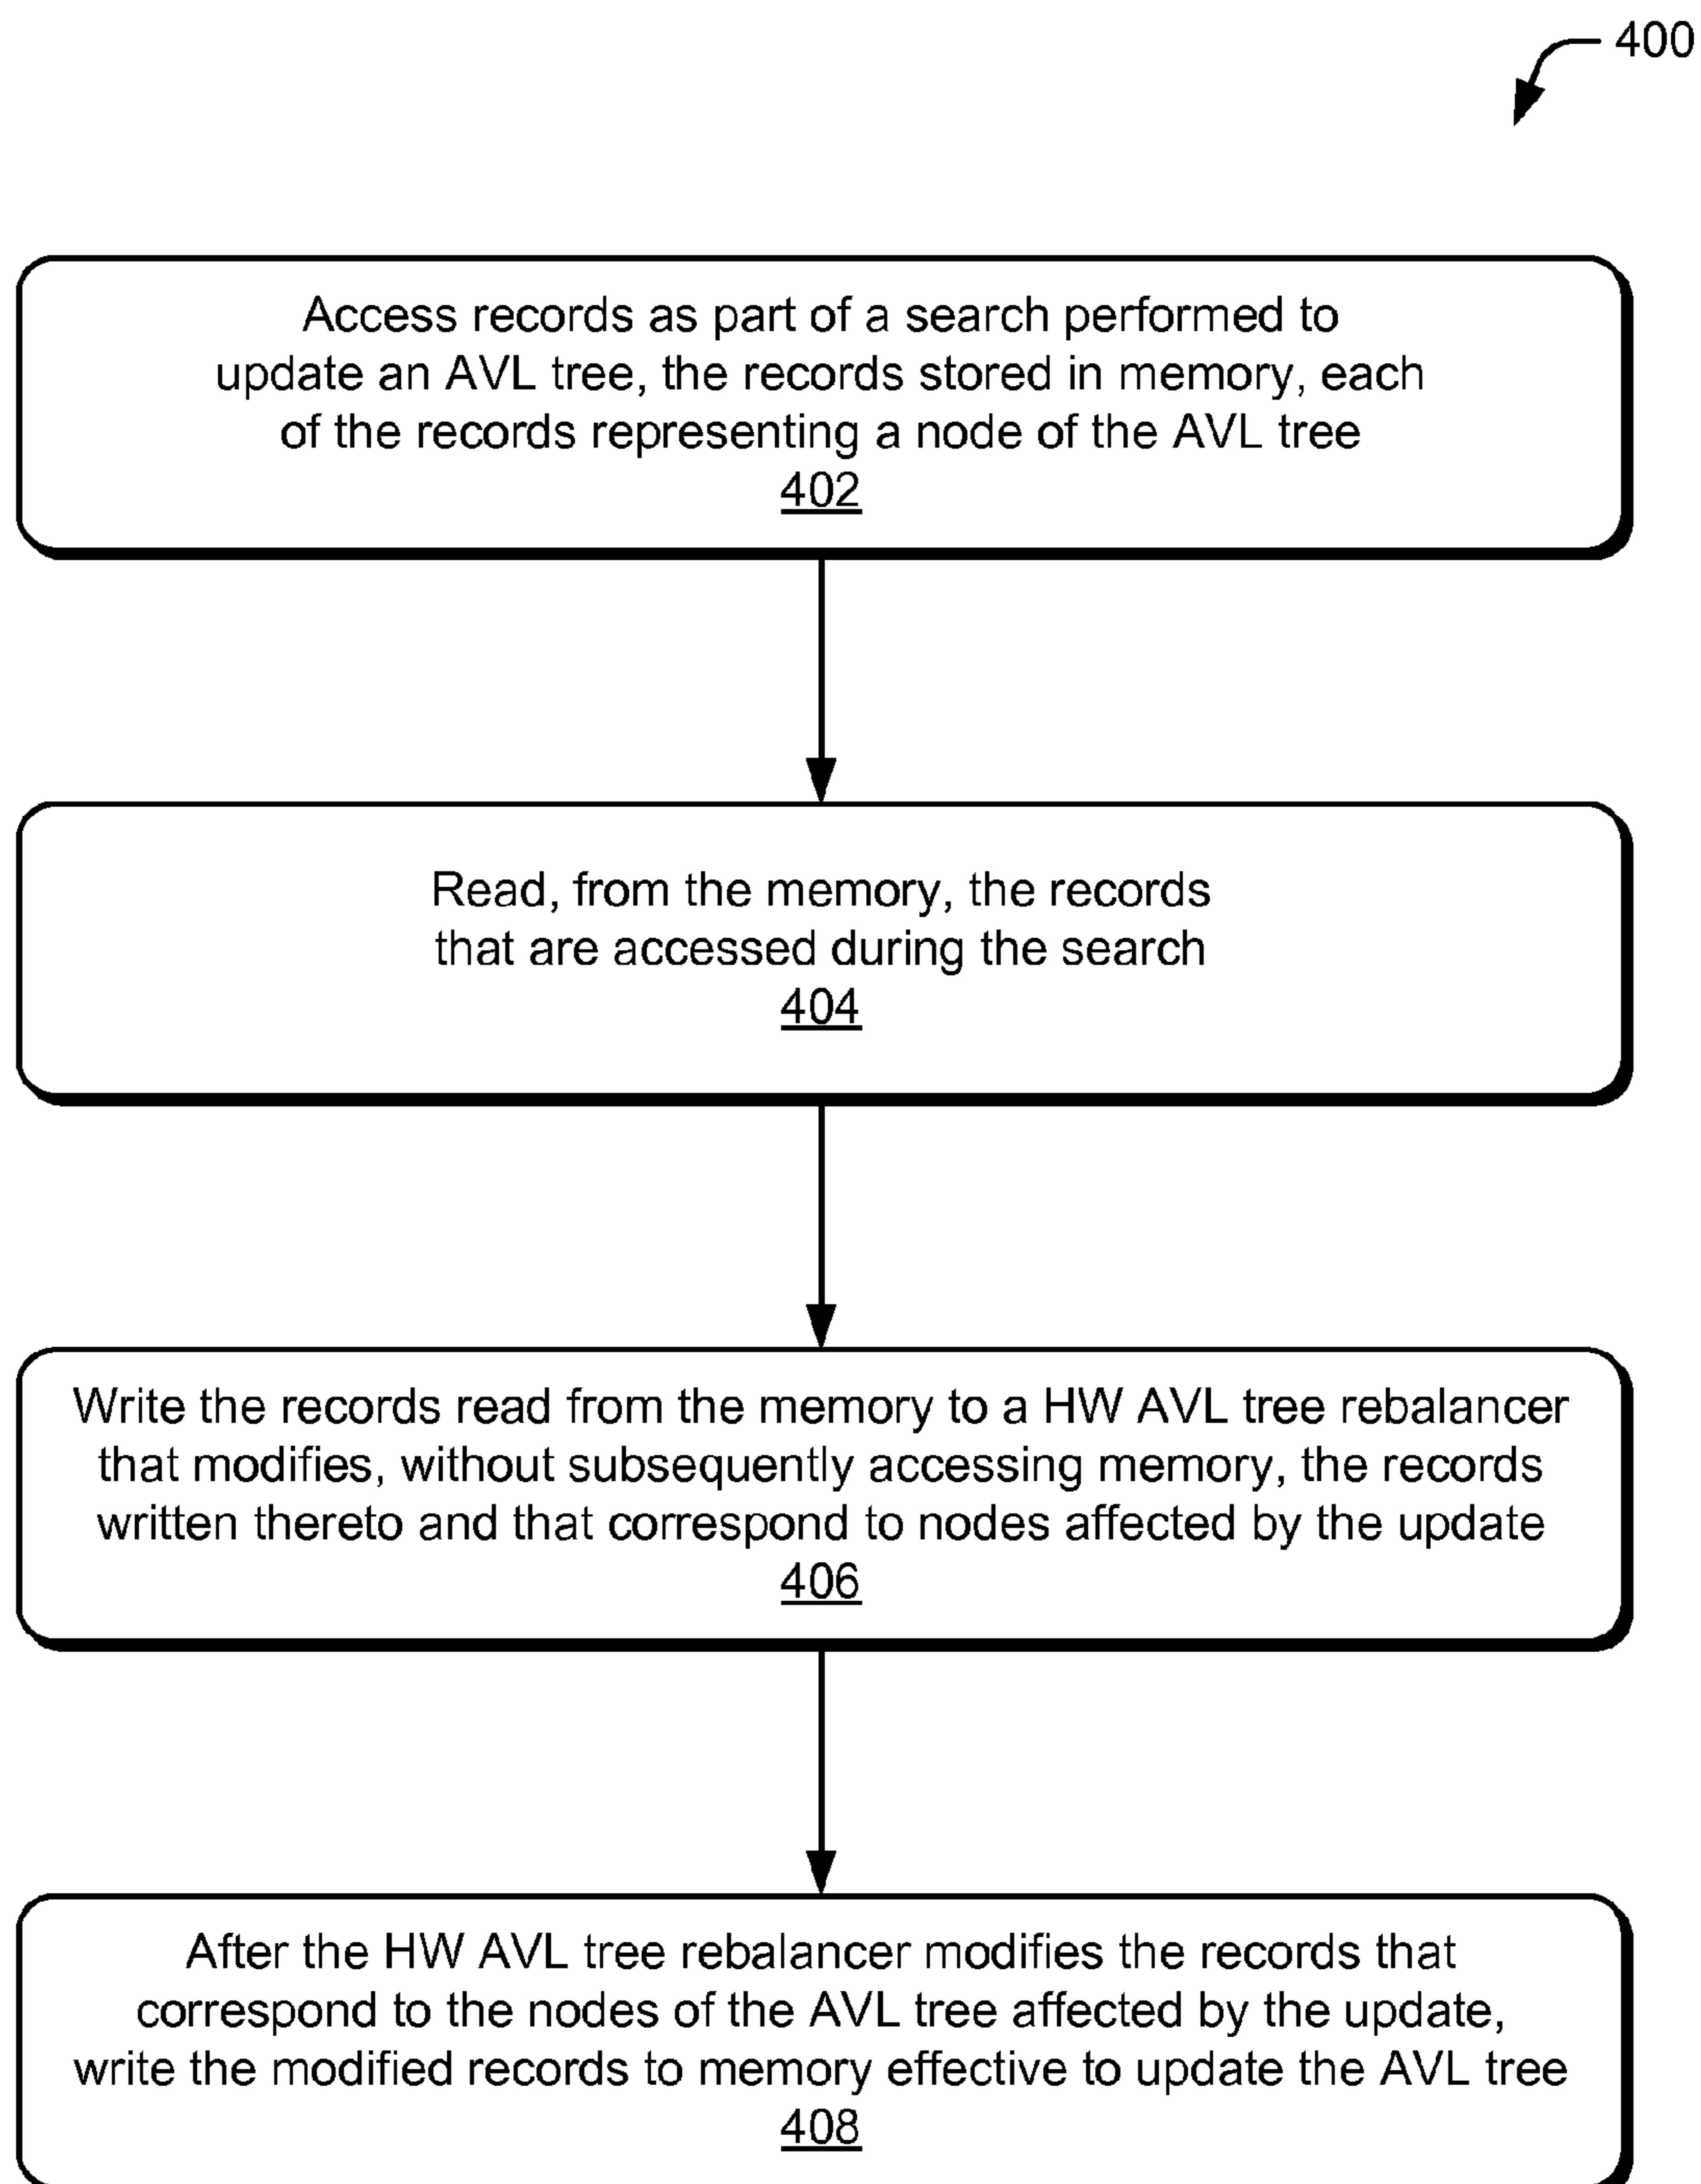 400
Access records as part of a search performed to
update an AVL tree, the records stored in memory, each
of the records representing a node of the AVL tree
402
Read, from the memory, the records
that are accessed during the search
404
Write the records read from the memory to a HW AVL tree rebalancer
that modifies, without subsequently accessing memory, the records
written thereto and that correspond to nodes affected by the update
406
After the HW AVL tree rebalancer modifies the records that
correspond to the nodes of the AVL tree affected by the update,
write the modified records to memory effective to update the AVL tree
408